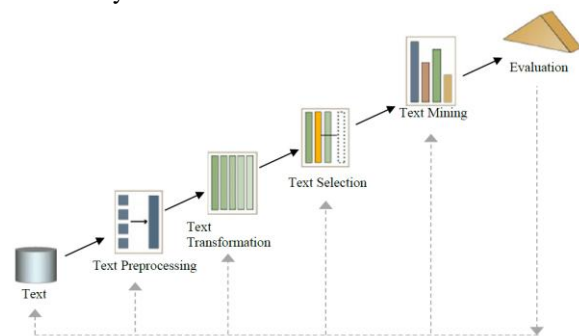 Text
Text Preprocessing
Text
Transformation
Text Selection
Text Mining
Evaluation